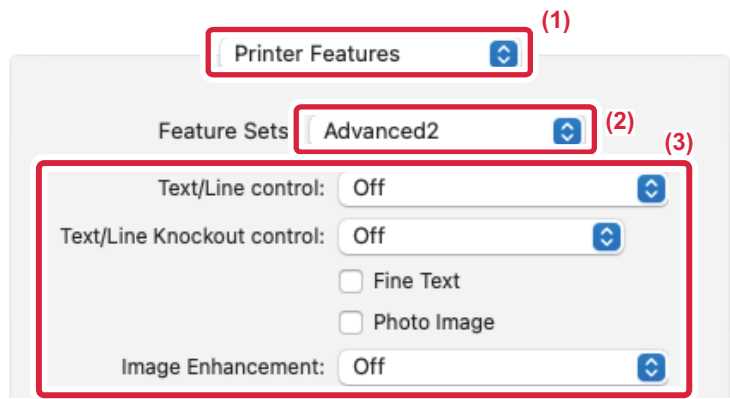 (1)
Printer Features
Feature Sets
Advanced2
(2)
(3)
Text/Line control: Off
Text/Line Knockout control: Off
Fine Text
Photo Image
Image Enhancement: Off